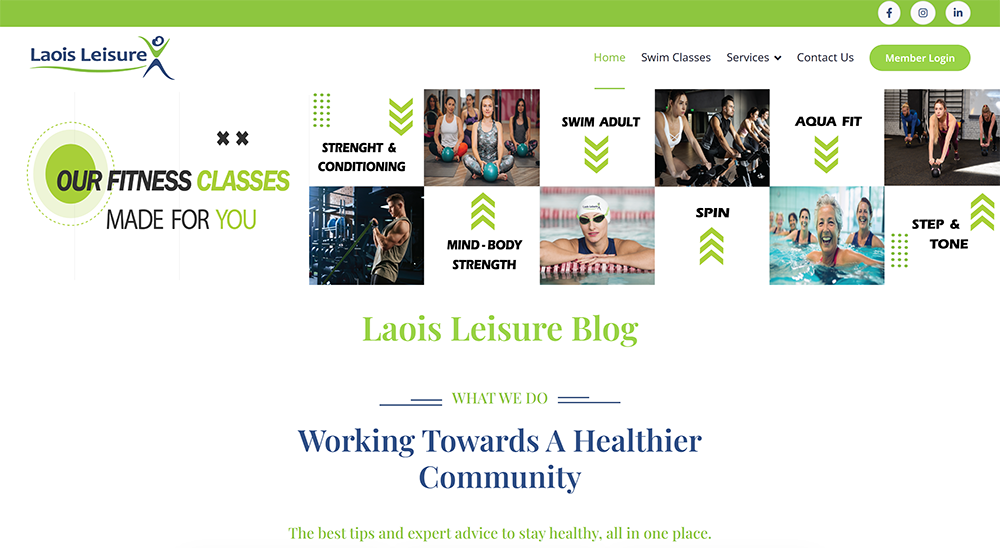 Laois Leisure
Home
Swim Classes
Services
Contact Us
Member Login
OUR FITNESS CLASSES
MADE FOR YOU
STRENGHT &
CONDITIONING
MIND - BODY
STRENGTH
SWIM ADULT
SPIN
AQUA FIT
STEP &
TONE
Laois Leisure Blog
WHAT WE DO
Working Towards A Healthier
Community
The best tips and expert advice to stay healthy, all in one place.